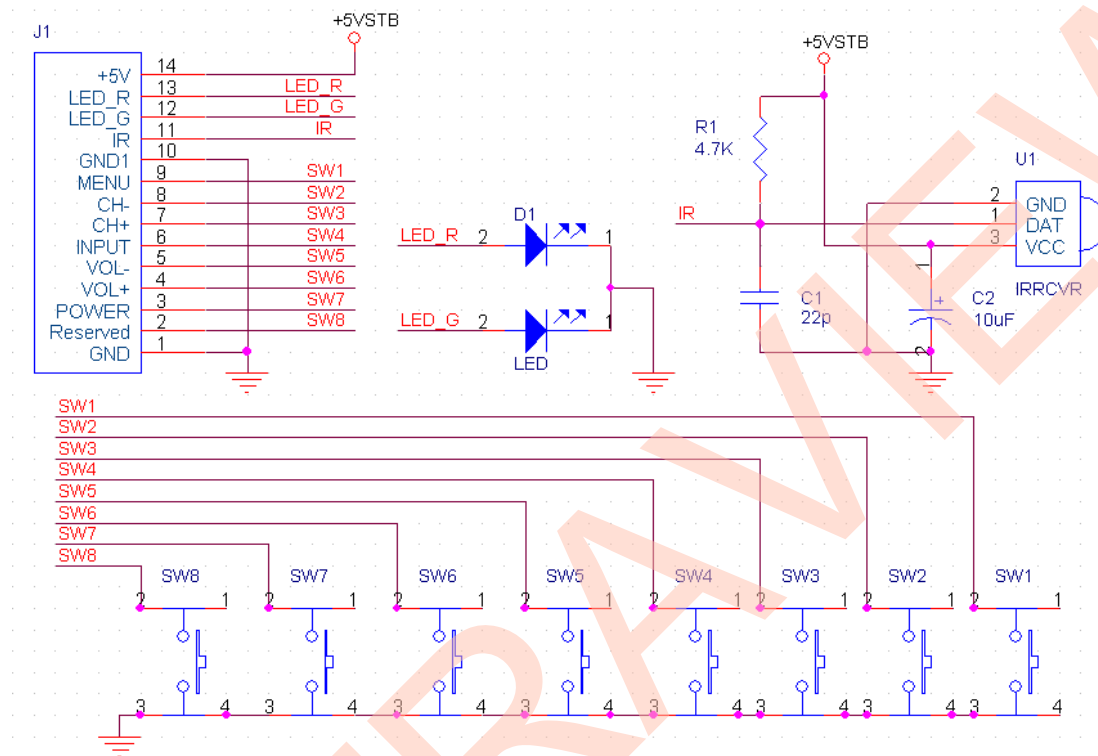 J1
+5VSTB
+5V 14
LED_R 13 LED_R
LED_G 12 LED_G
IR 11 IR
GND1 10
MENU 9 SW1
CH- 8 SW2
CH+ 7 SW3
INPUT 6 SW4
VOL- 5 SW5
VOL+ 4 SW6
POWER 3 SW7
Reserved 2 SW8
GND 1
D1
LED_R 2 1
LED_G 2 1
LED
+5VSTB
R1
4.7K
U1
2 GND
IR 1 DAT
3 VCC
1
IRRCVR
C1
22p
+
C2
10uF
2
SW1
SW2
SW3
SW4
SW5
SW6
SW7
SW8
SW8 SW7 SW6 SW5 SW4 SW3 SW2 SW1
2 1 2 1 2 1 2 1 2 1 2 1 2 1 2 1
3 4 3 4 3 4 3 4 3 4 3 4 3 4 3 4
RAVIEW